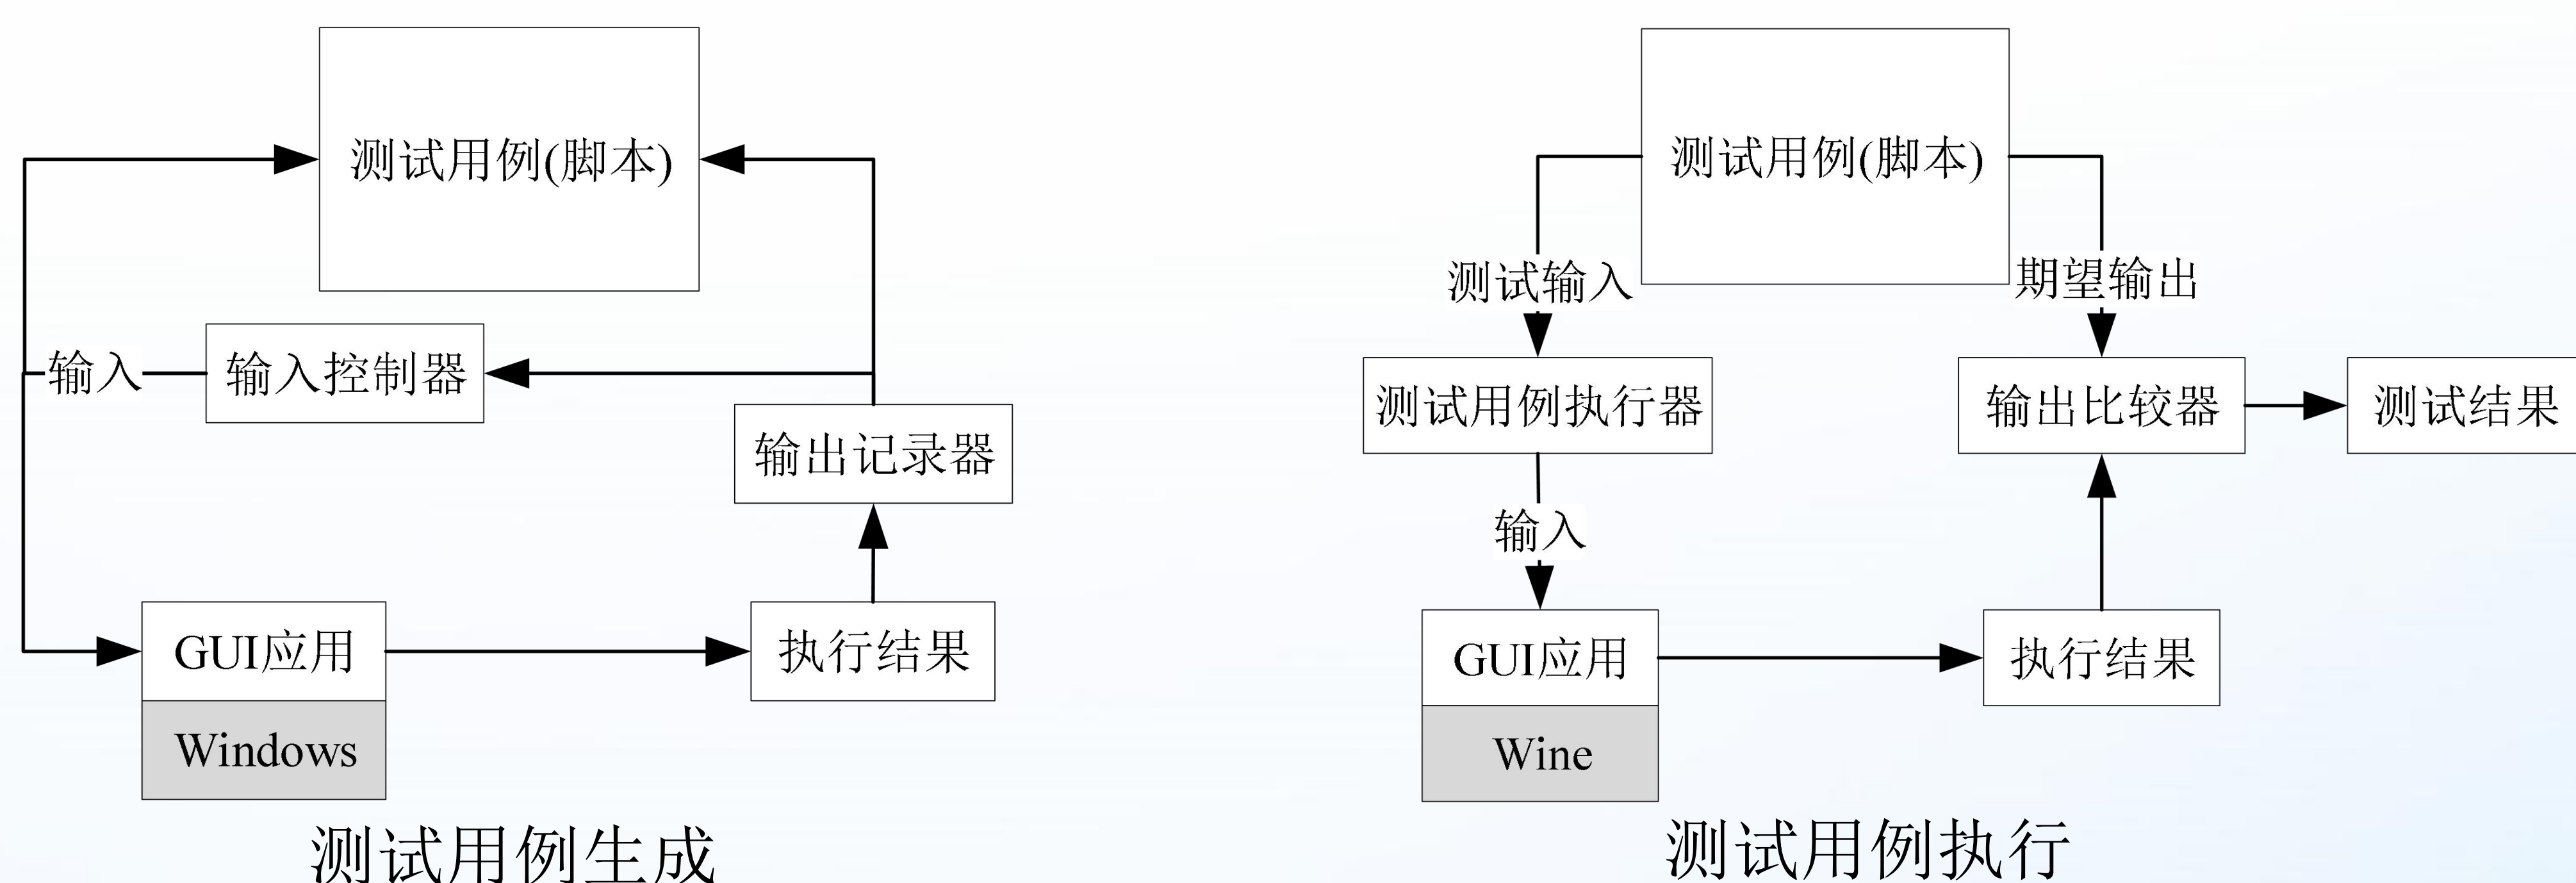 测试用例(脚本)
输入
输入控制器
输出记录器
GUI应用
执行结果
Windows
测试用例生成
测试用例(脚本)
测试输入
期望输出
测试用例执行器
输出比较器
测试结果
输入
GUI应用
执行结果
Wine
测试用例执行